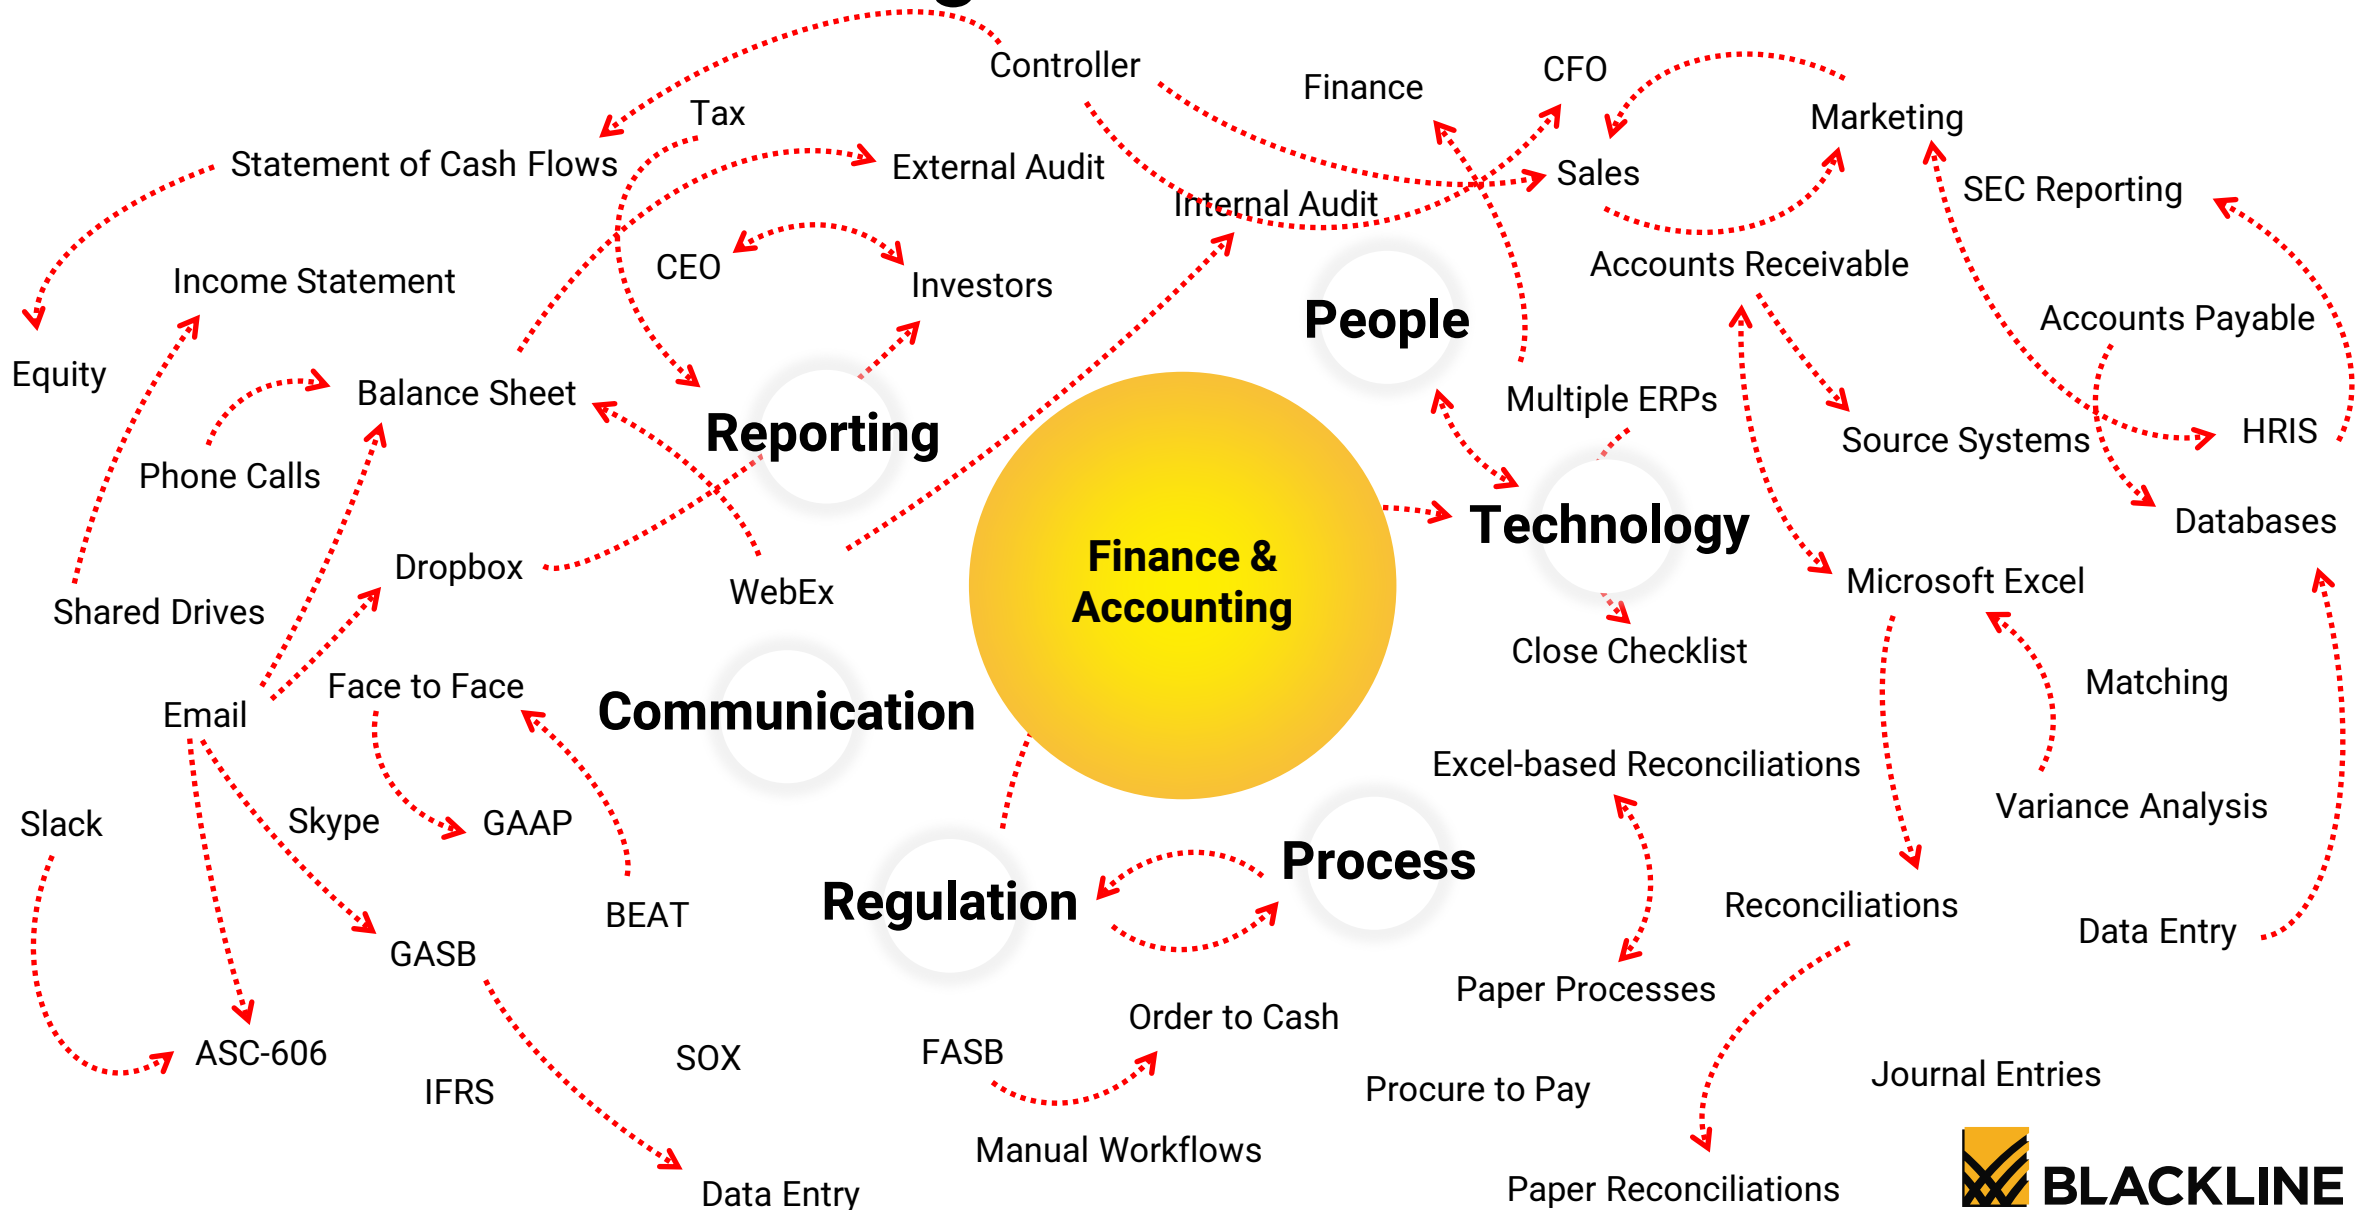 g
Controller
CFO
Finance
Tax
Marketing
Statement of Cash Flows
External Audit
Sales
SEC Reporting
Internal Audit
CEO
Accounts Receivable
Income Statement
Investors
People
Accounts Payable
Equity
Balance Sheet
Multiple ERPs
Reporting
Source Systems
HRIS
Phone Calls
Technology
Databases
Dropbox
Finance &
Accounting
WebEx
Microsoft Excel
Shared Drives
Close Checklist
Face to Face
Matching
Email
Communication
Excel-based Reconciliations
Variance Analysis
Slack
Skype
GAAP
Process
Regulation
BEAT
Reconciliations
Data Entry
GASB
Paper Processes
Order to Cash
ASC-606
SOX
FASB
Journal Entries
IFRS
Procure to Pay
Manual Workflows
Data Entry
Paper Reconciliations
BLACKLINE